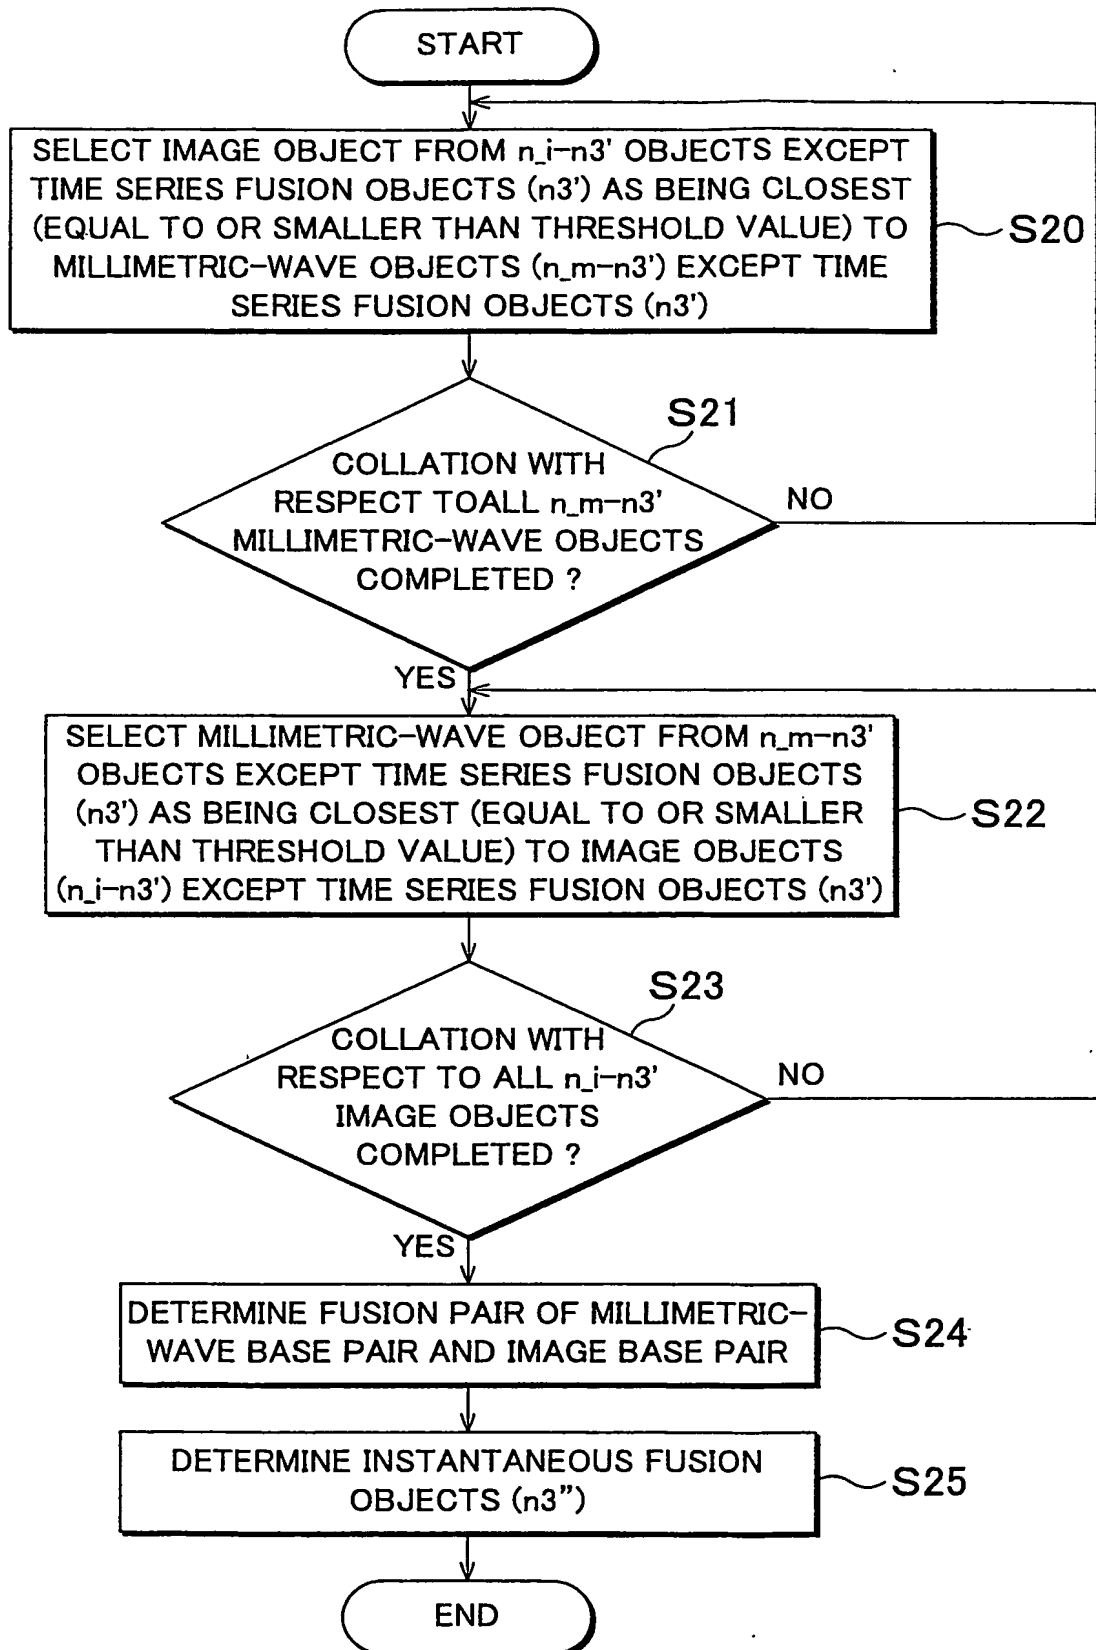 START
SELECT IMAGE OBJECT FROM n_i-n3' OBJECTS EXCEPT
TIME SERIES FUSION OBJECTS (n3') AS BEING CLOSEST
(EQUAL TO OR SMALLER THAN THRESHOLD VALUE) TO
MILLIMETRIC-WAVE OBJECTS (n_m-n3') EXCEPT TIME
SERIES FUSION OBJECTS (n3')
S20
S21
COLLATION WITH
RESPECT TOALL n_m-n3'
MILLIMETRIC-WAVE OBJECTS
COMPLETED ?
NO
YES
SELECT MILLIMETRIC-WAVE OBJECT FROM n_m-n3'
OBJECTS EXCEPT TIME SERIES FUSION OBJECTS
(n3') AS BEING CLOSEST (EQUAL TO OR SMALLER
THAN THRESHOLD VALUE) TO IMAGE OBJECTS
(n_i-n3') EXCEPT TIME SERIES FUSION OBJECTS (n3')
S22
S23
COLLATION WITH
RESPECT TO ALL n_i-n3'
IMAGE OBJECTS
COMPLETED ?
NO
YES
DETERMINE FUSION PAIR OF MILLIMETRIC-
WAVE BASE PAIR AND IMAGE BASE PAIR
S24
DETERMINE INSTANTANEOUS FUSION
OBJECTS (n3")
S25
END